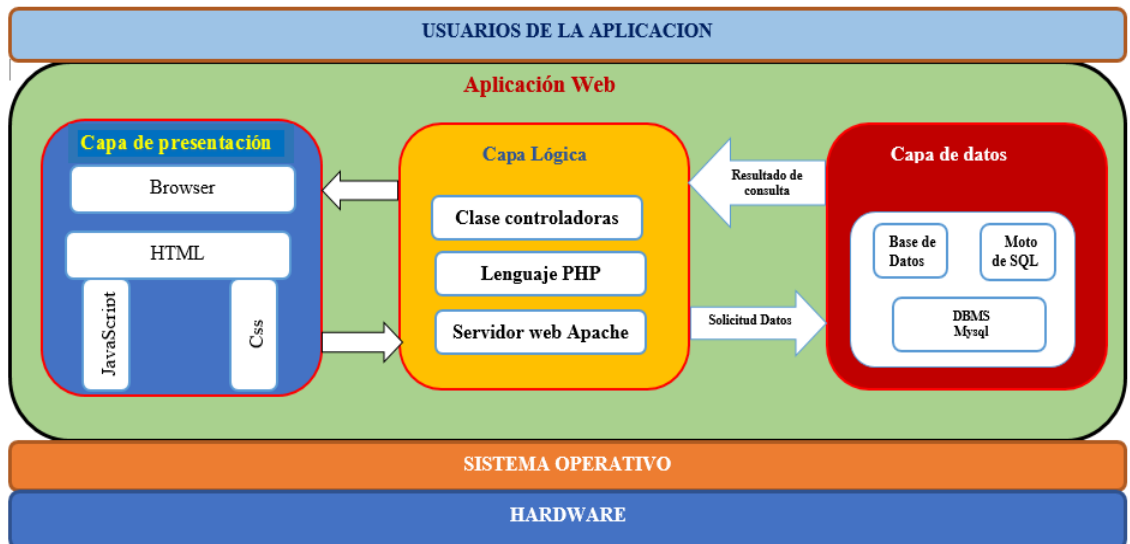 USUARIOS DE LA APLICACION
Aplicación Web
Capa de presentación
Browser
HTML
JavaScript
Css
Capa Lógica
Clase controladoras
Lenguaje PHP
Servidor web Apache
Resultado de
consulta
Solicitud Datos
Capa de datos
Base de
Datos
Moto
de SQL
DBMS
Mysql
SISTEMA OPERATIVO
HARDWARE